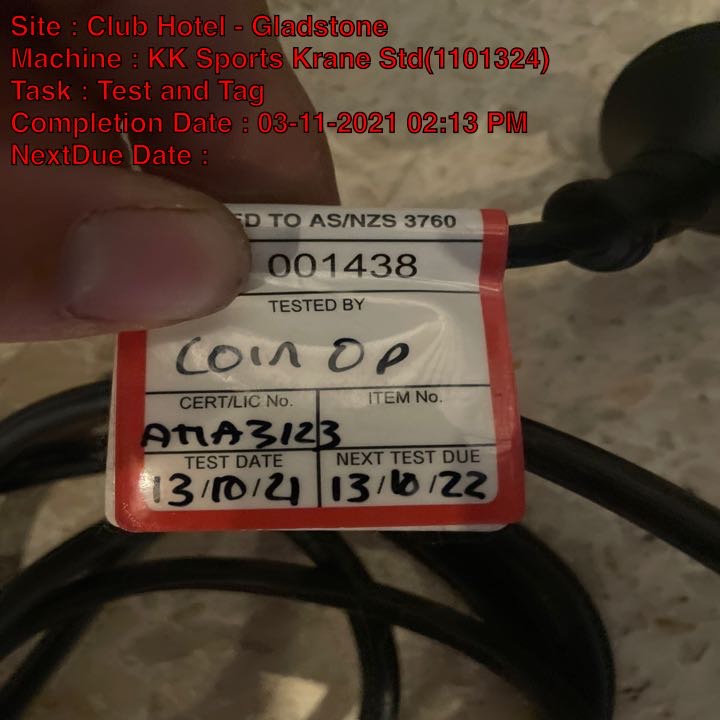 Site : Club Hotel - Gladstone
Machine : KK Sports Krane Std(1101324)
Task : Test and Tag
Completion Date : 03-11-2021 02:13 PM
NextDue Date :
ED TO AS/NZS 3760
001438
TESTED BY
COIN OP
CERT/LIC No. ITEM No.
AMA3123
TEST DATE NEXT TEST DUE
13/10/21 13/10/22